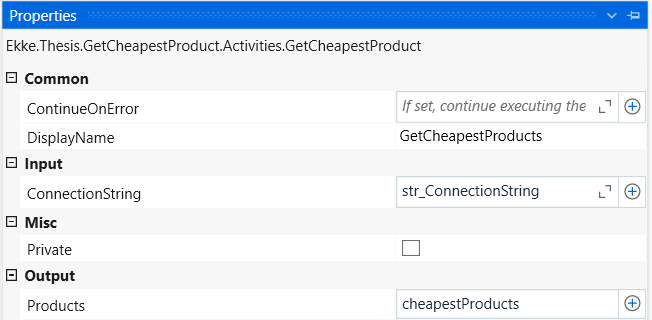 Properties
Ekke.Thesis.GetCheapestProduct.Activities.GetCheapestProduct
Common
ContinueOnError If set, continue executing the
DisplayName GetCheapestProducts
Input
ConnectionString str_ConnectionString
Misc
Private
Output
Products cheapestProducts